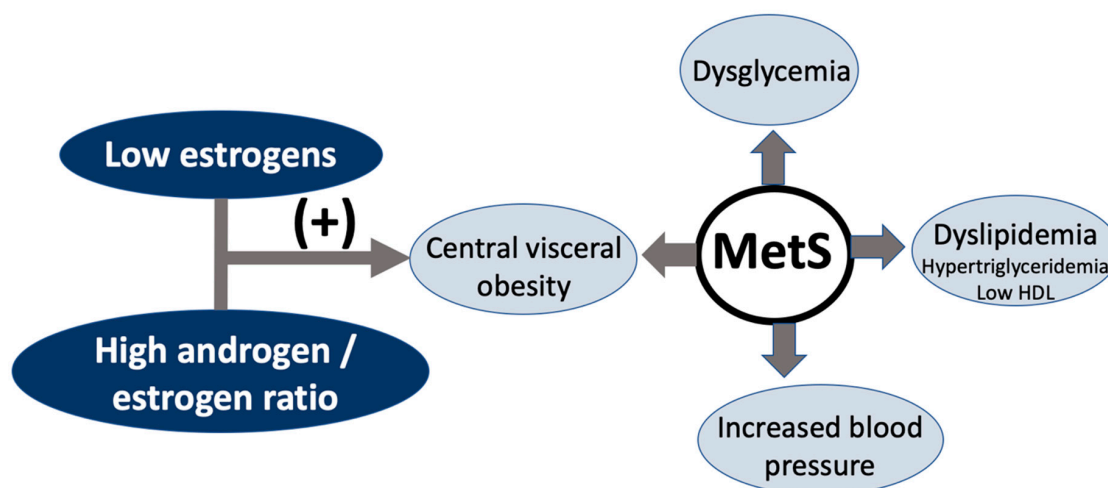 Low estrogens
High androgen /
estrogen ratio
(+)
Central visceral
obesity
MetS
Dysglycemia
Dyslipidemia
Hypertriglyceridemia
Low HDL
Increased blood
pressure